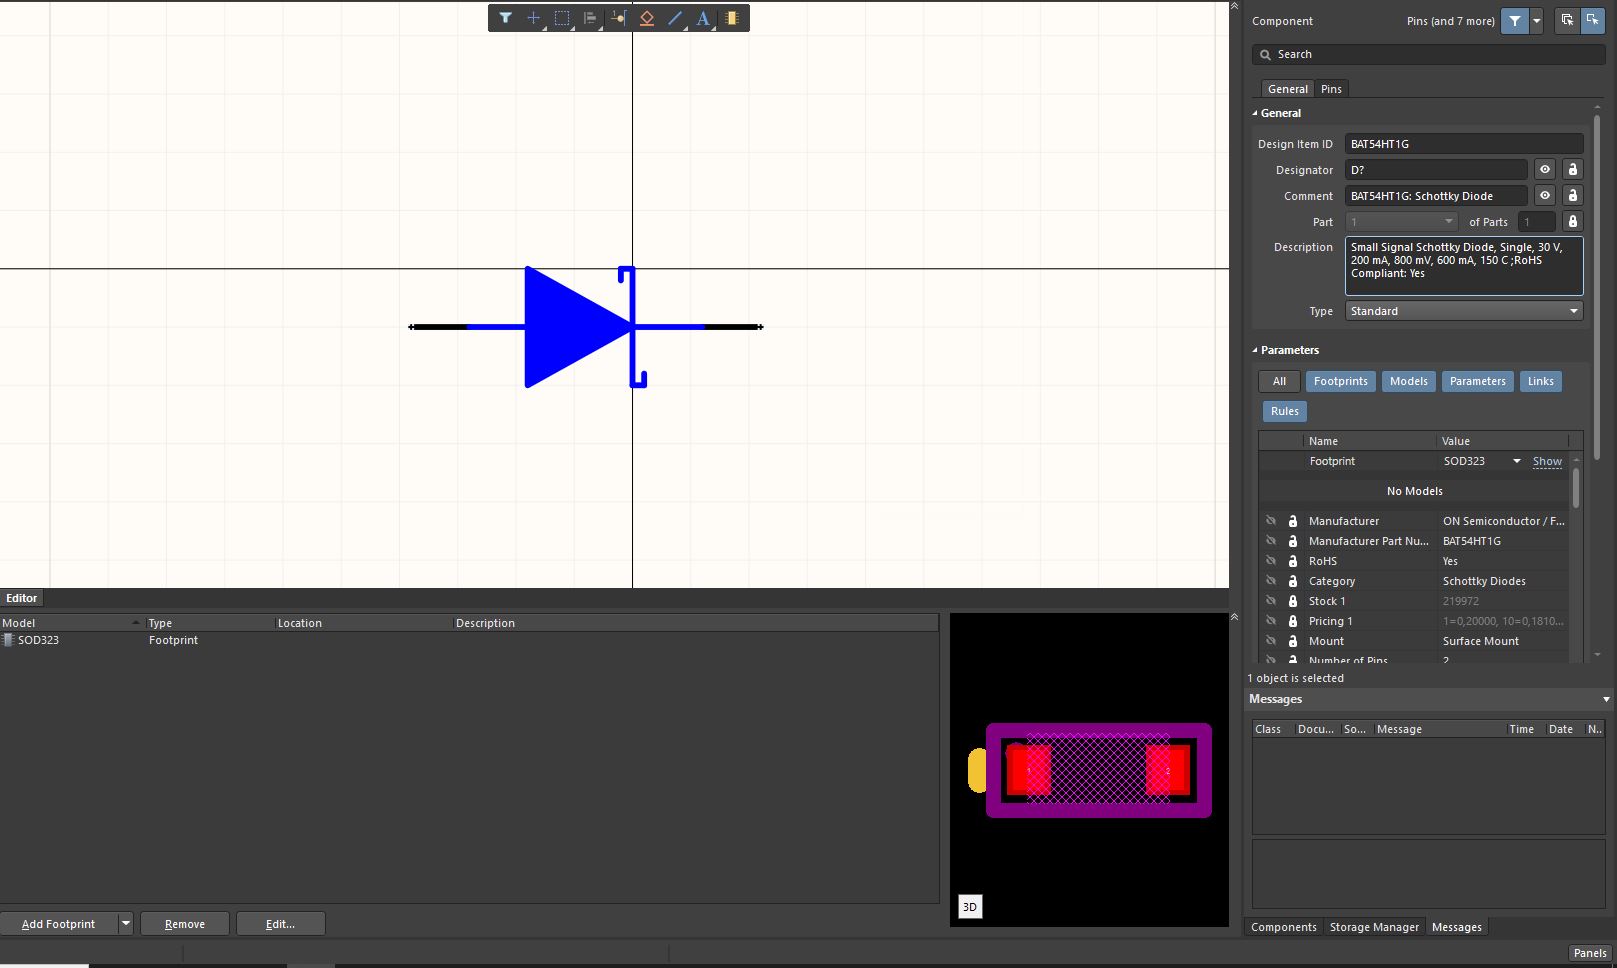 A
Component
Pins (and 7 more)
Search
General
Pins
General
Design Item ID
BAT54HT1G
Designator
D?
Comment
BAT54HT1G: Schottky Diode
Part
1
of Parts
1
Description
Small Signal Schottky Diode, Single, 30 V,
200 mA, 800 mV, 600 mA, 150 C ;RoHS
Compliant: Yes
Type
Standard
Parameters
All
Footprints
Models
Parameters
Links
Rules
Name
Value
Footprint
SOD323
Show
No Models
Manufacturer
ON Semiconductor / F...
Manufacturer Part Nu...
BAT54HT1G
RoHS
Yes
Category
Schottky Diodes
Stock 1
219972
Pricing 1
1=0,20000, 10=0,1810...
Mount
Surface Mount
Number of Pins
2
1 object is selected
Messages
Class
Docu...
So...
Message
Time
Date
N..
Components
Storage Manager
Messages
Panels
Editor
Model
Type
Location
Description
SOD323
Footprint
1
2
3D
Add Footprint
Remove
Edit...